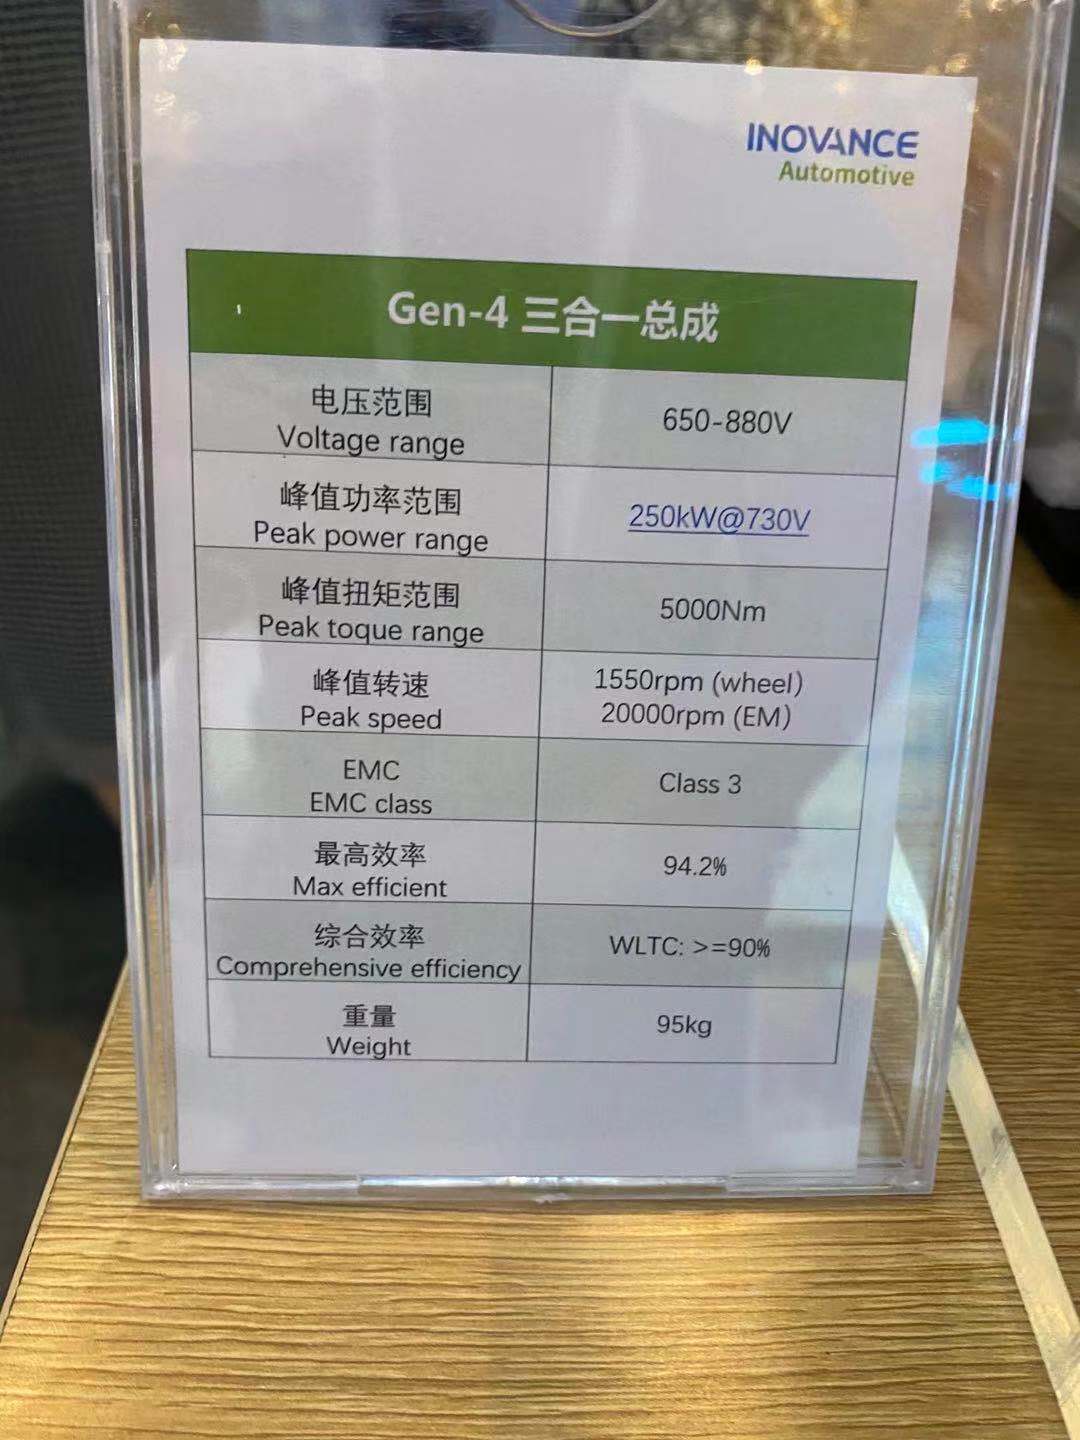 INOVANCE
Automotive
Gen-4 三合一总成
电压范围
Voltage range
650-880V
峰值功率范围
Peak power range
250kW@730V
峰值扭矩范围
Peak toque range
5000Nm
峰值转速
Peak speed
1550rpm (wheel）
20000rpm (EM）
EMC
EMC class
Class 3
最高效率
Max efficient
94.2%
综合效率
Comprehensive efficiency
WLTC: >=90%
重量
Weight
95kg